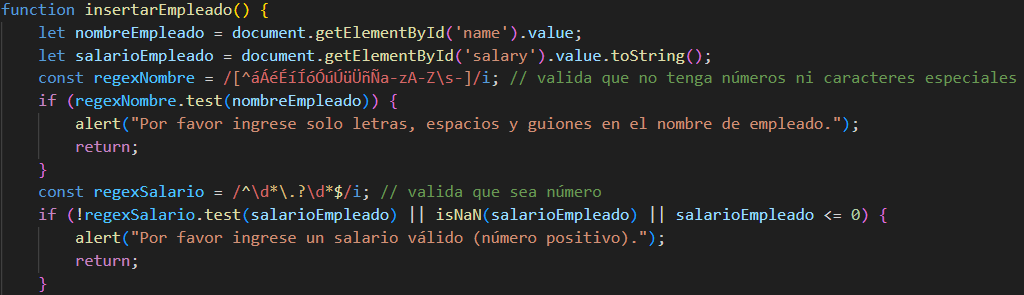 function insertarEmpleado() {
let nombreEmpleado = document.getElementById('name').value;
let salarioEmpleado = document.getElementById('salary').value.toString();
const regexNombre = /[^áÁéÉíÍóÓúÚüÜñÑa-zA-Z\s-]/i; // valida que no tenga números ni caracteres especiales
if (regexNombre.test(nombreEmpleado)) {
alert("Por favor ingrese solo letras, espacios y guiones en el nombre de empleado.");
return;
}
const regexSalario = /^\d*\.?\d*$/i; // valida que sea número
if (!regexSalario.test(salarioEmpleado) || isNaN(salarioEmpleado) || salarioEmpleado <= 0) {
alert("Por favor ingrese un salario válido (número positivo).");
return;
}